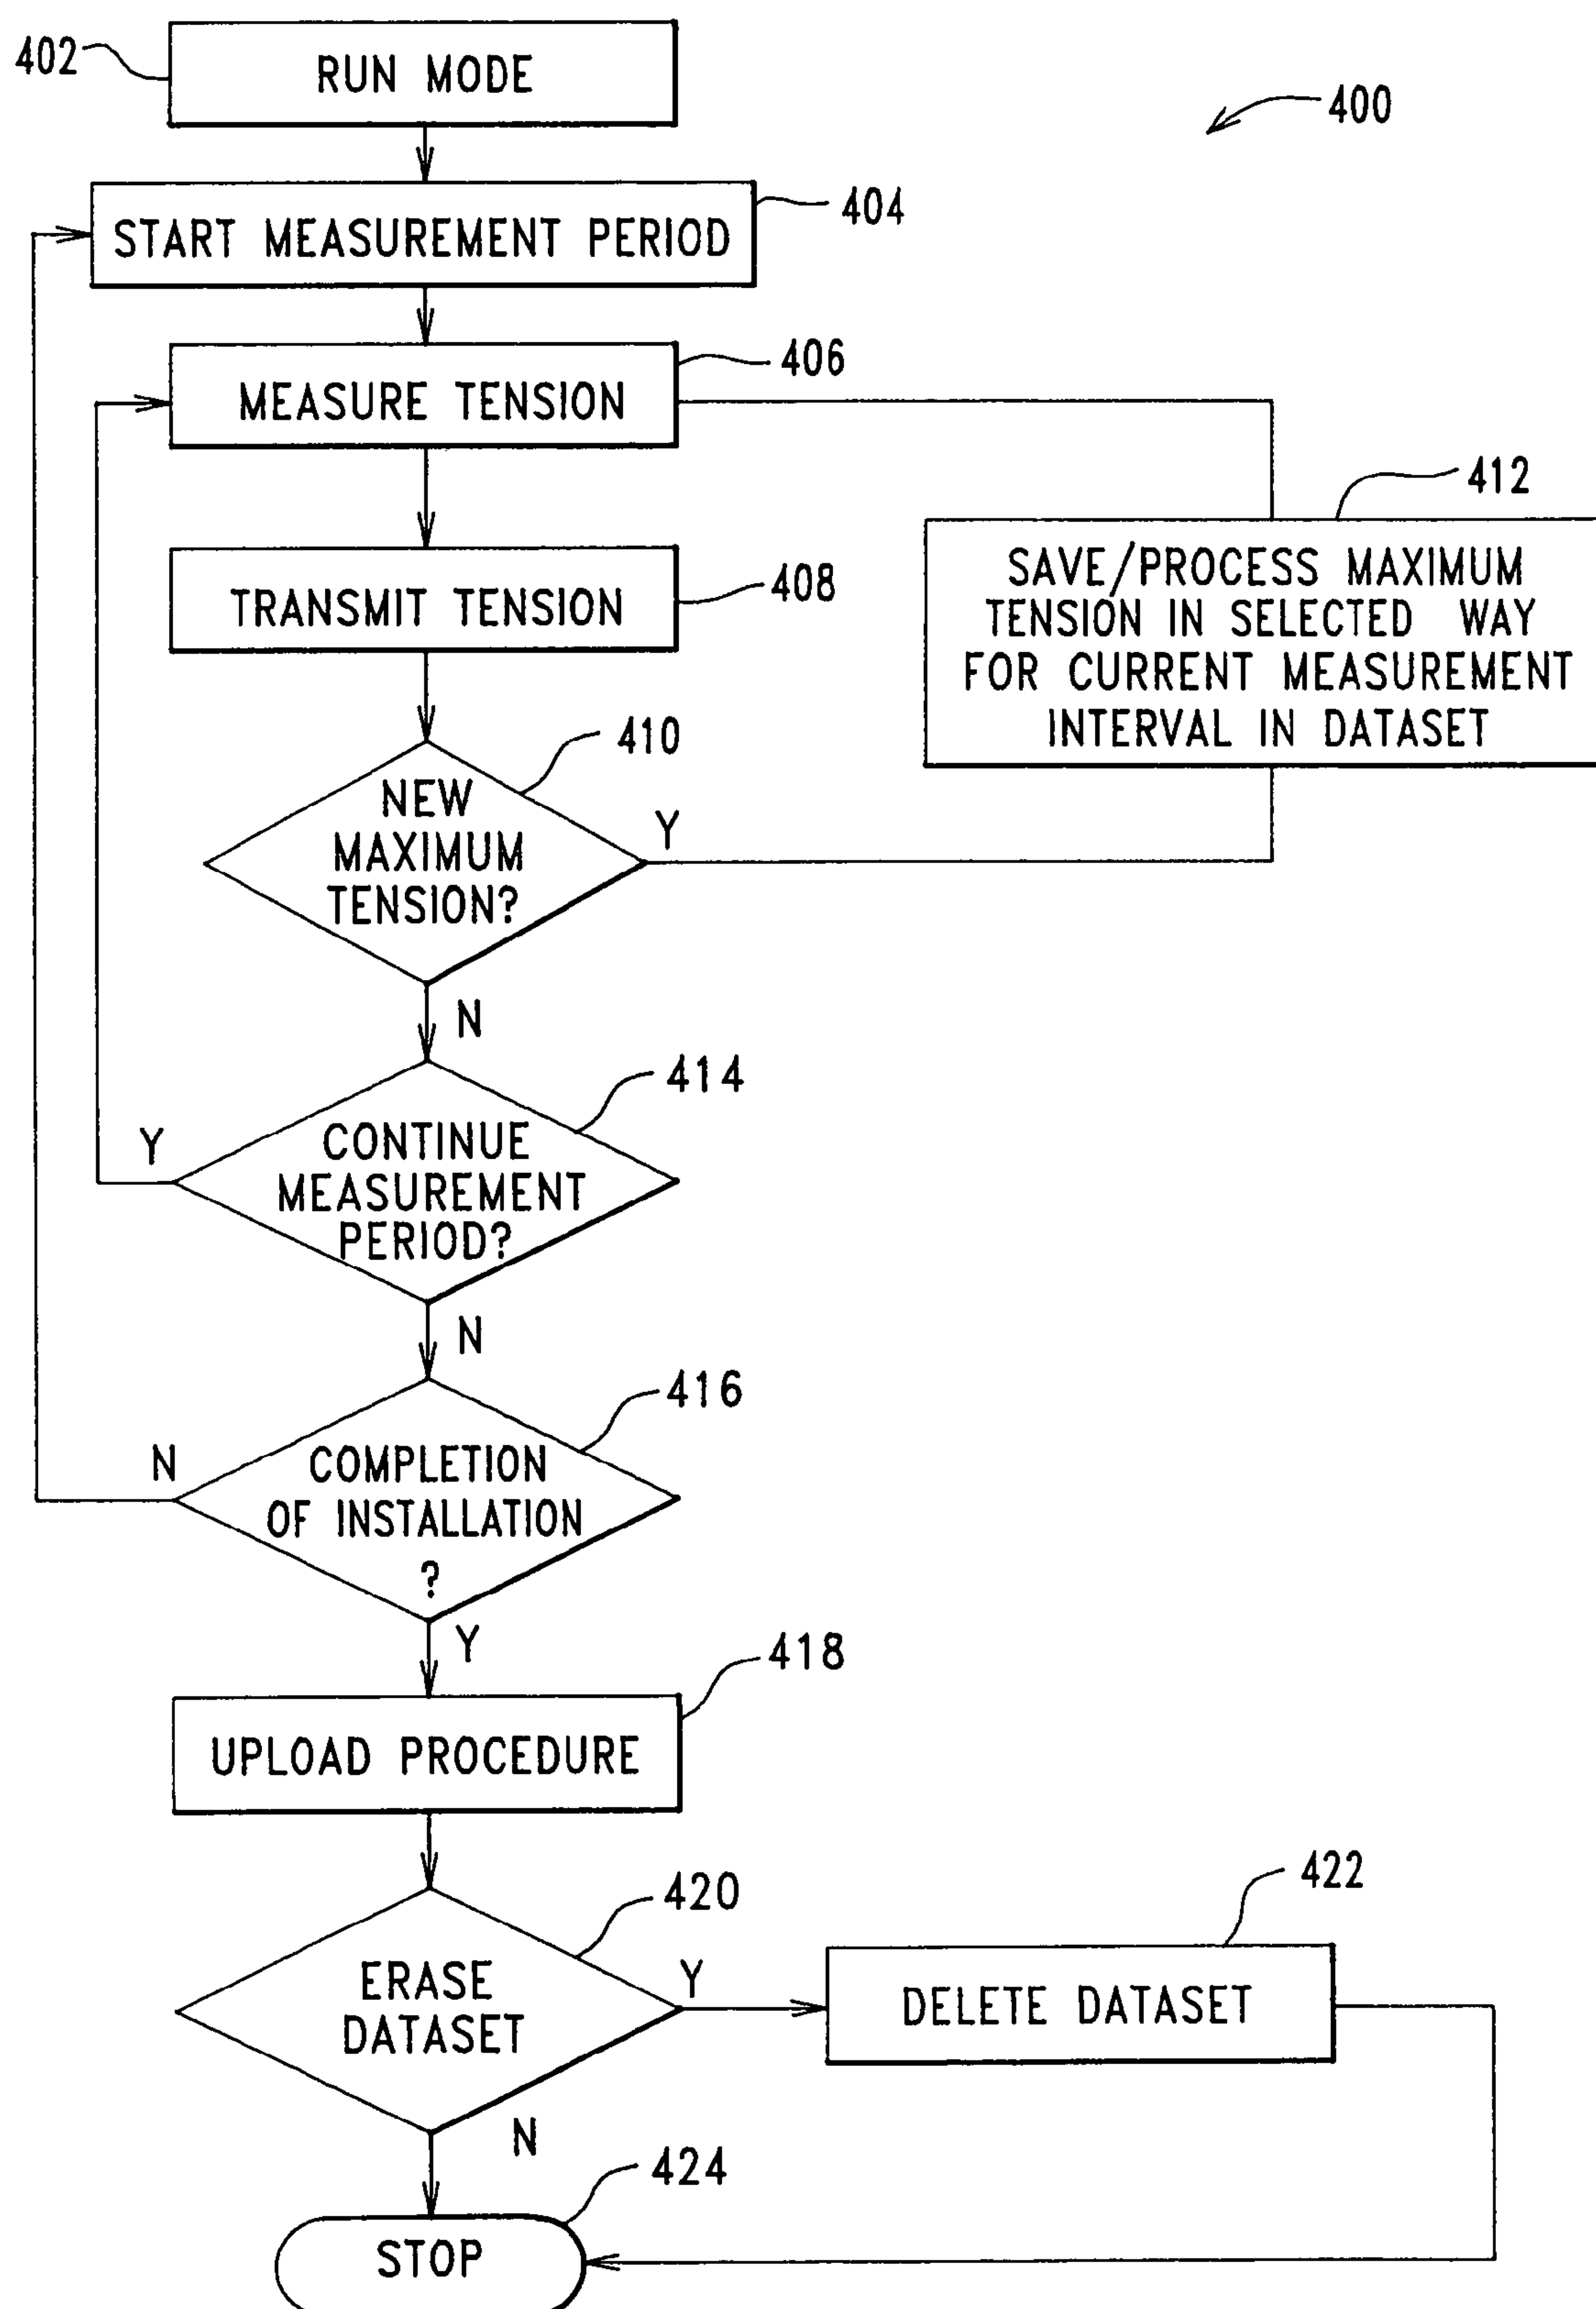 402
RUN MODE
400
404
START MEASUREMENT PERIOD
406
MEASURE TENSION
412
408
TRANSMIT TENSION
SAVE/PROCESS MAXIMUM
TENSION IN SELECTED WAY
FOR CURRENT MEASUREMENT
INTERVAL IN DATASET
410
NEW
MAXIMUM
TENSION?
Y
N
414
CONTINUE
MEASUREMENT
PERIOD?
Y
N
416
COMPLETION
OF INSTALLATION
?
N
Y
418
UPLOAD PROCEDURE
420
ERASE
DATASET
Y
422
DELETE DATASET
N
424
STOP